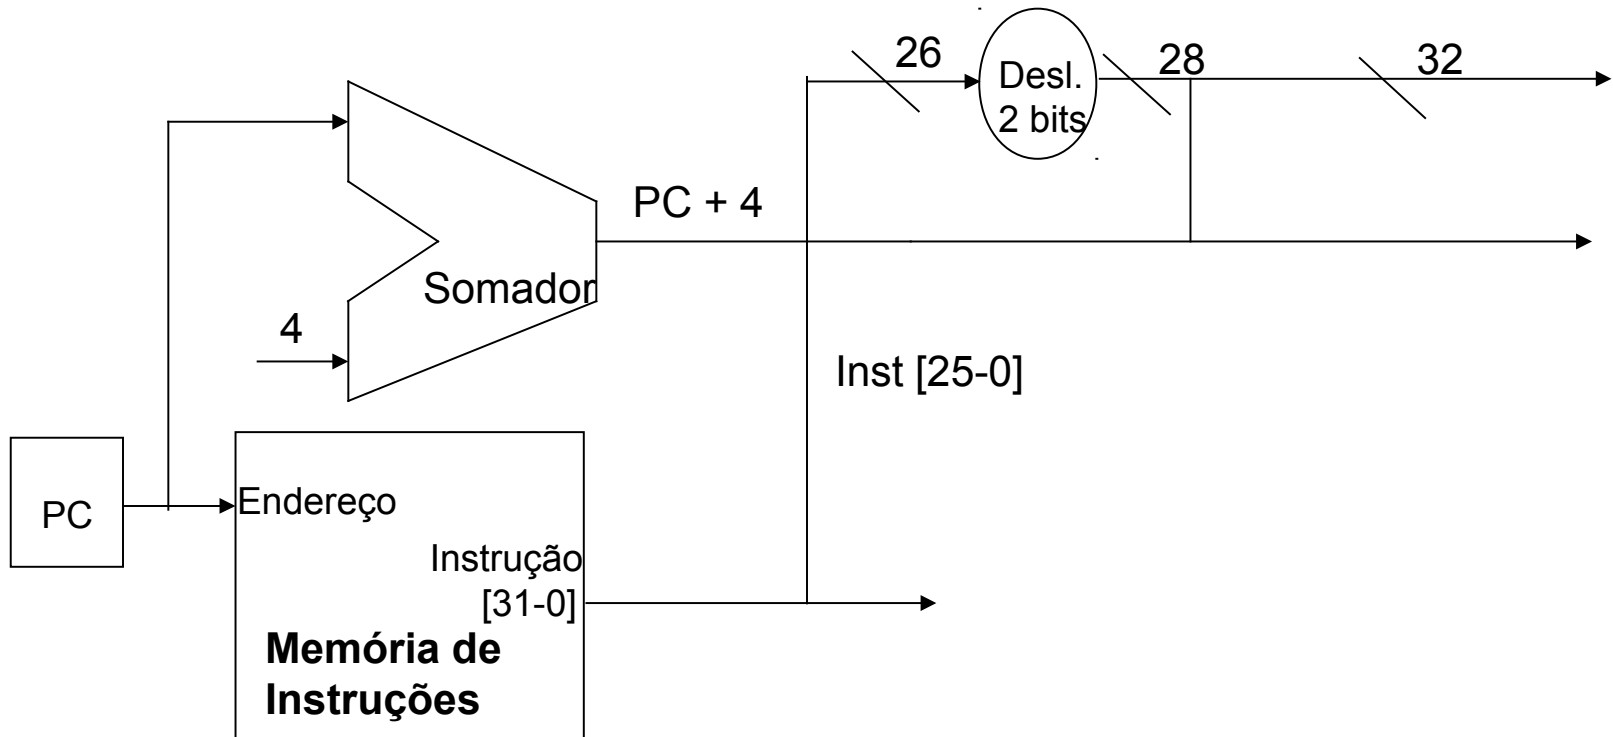 26
28
32
Desl.
2 bits
PC + 4
Somador
4
Inst [25-0]
PC
Endereço
Instrução
[31-0]
Memória de
Instruções